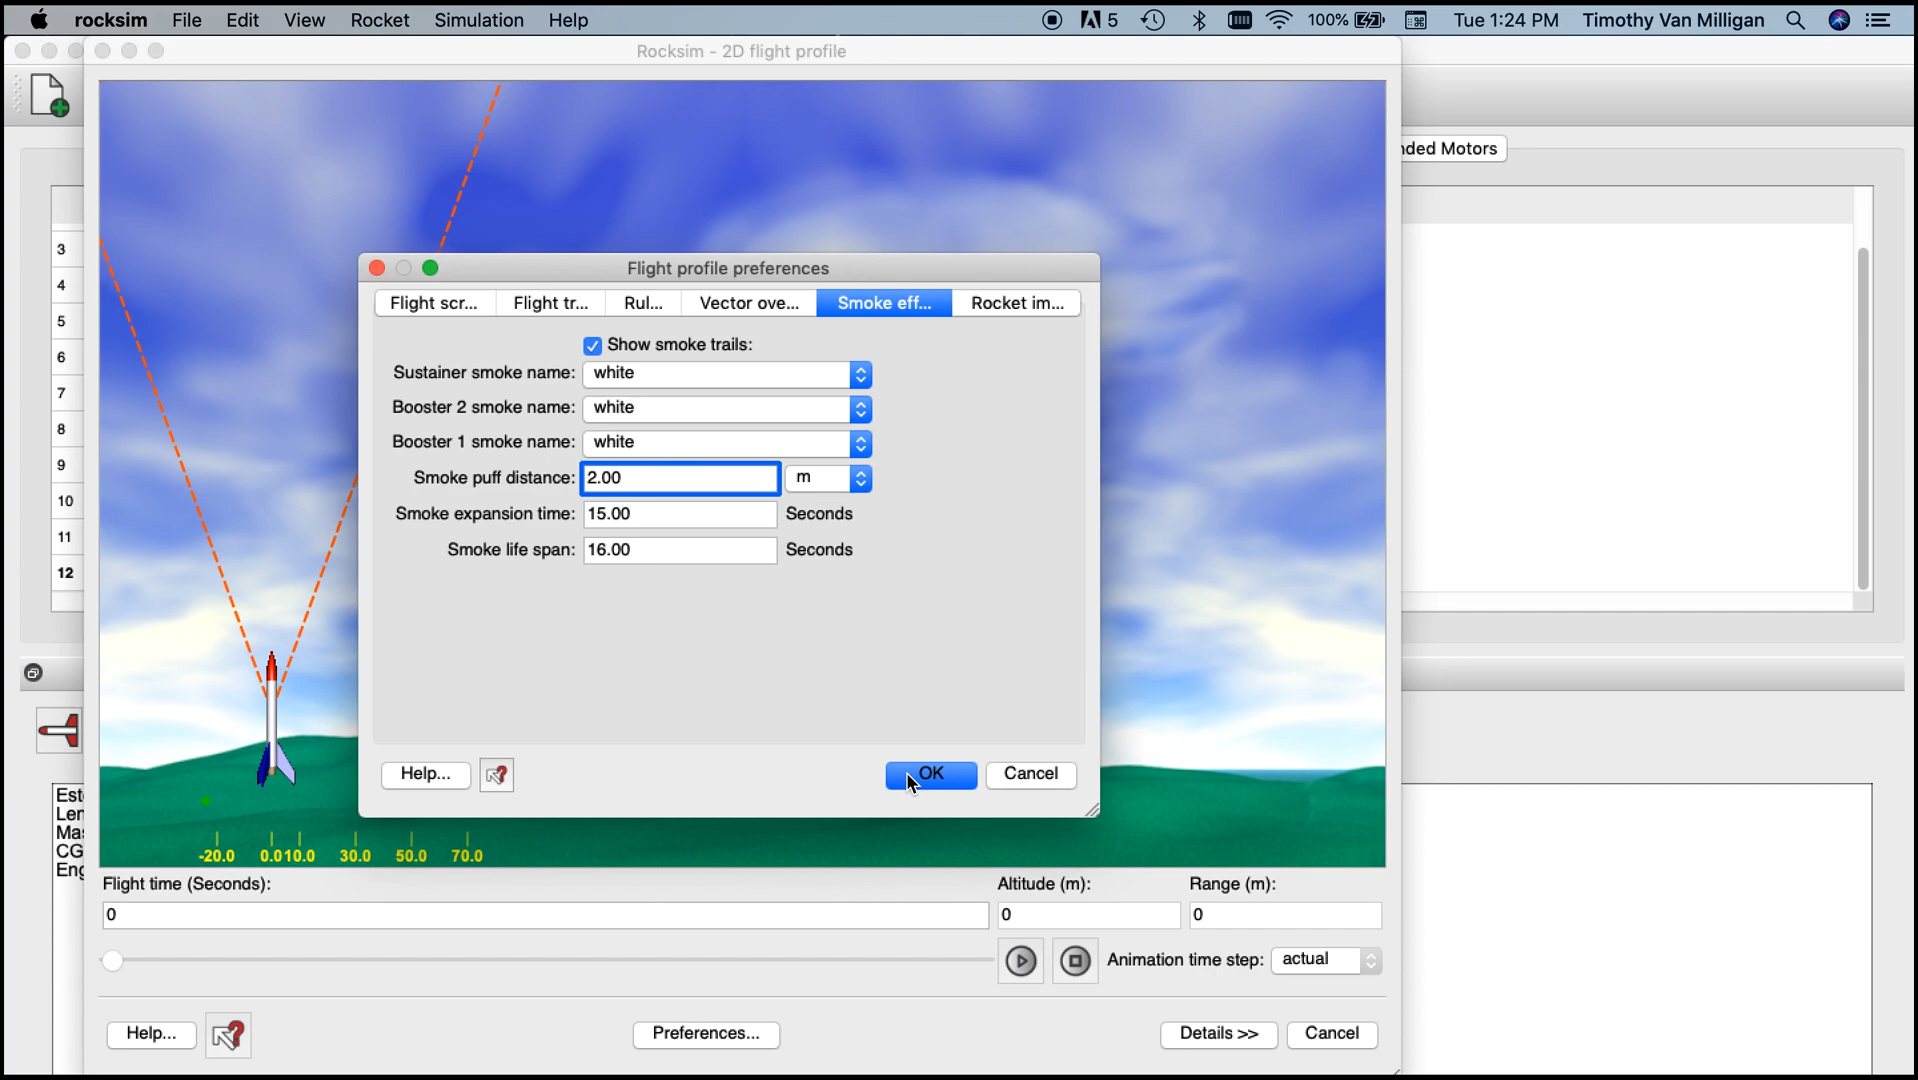 rocksim File Edit View Rocket Simulation Help 5 100% Tue 1:24 PM Timothy Van Milligan
Rocksim - 2D flight profile
nded Motors
Flight profile preferences
Flight scr... Flight tr... Rul... Vector ove... Smoke eff... Rocket im...
Show smoke trails:
Sustainer smoke name: white
Booster 2 smoke name: white
Booster 1 smoke name: white
Smoke puff distance: 2.00 m
Smoke expansion time: 15.00 Seconds
Smoke life span: 16.00 Seconds
Help... OK Cancel
3
4
5
6
7
8
9
10
11
12
Est
Len
Mas
CG
Eng
-20.0 0.0 10.0 30.0 50.0 70.0
Flight time (Seconds): Altitude (m): Range (m):
0 0 0
Animation time step: actual
Help... Preferences... Details >> Cancel